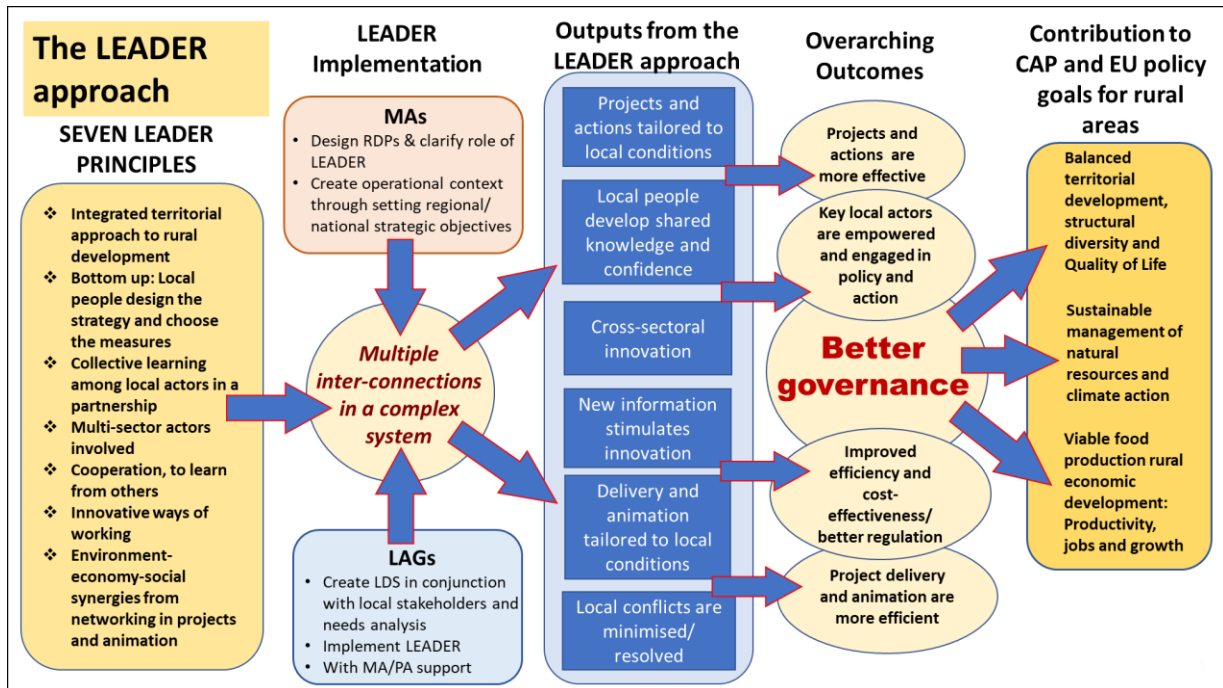 The LEADER
approach
SEVEN LEADER
PRINCIPLES
❖ Integrated territorial
approach to rural
development
❖ Bottom up: Local
people design the
strategy and choose
the measures
❖ Collective learning
among local actors in a
partnership
❖ Multi-sector actors
involved
❖ Cooperation, to learn
from others
❖ Innovative ways of
working
❖ Environment-
economy-social
synergies from
networking in projects
and animation
LEADER
Implementation
MAs
• Design RDPs & clarify role of
LEADER
• Create operational context
through setting regional/
national strategic objectives
Multiple
inter-connections
in a complex
system
LAGs
• Create LDS in conjunction
with local stakeholders and
needs analysis
• Implement LEADER
• With MA/PA support
Outputs from the
LEADER approach
Projects and
actions tailored to
local conditions
Local people
develop shared
knowledge and
confidence
Cross-sectoral
innovation
New information
stimulates
innovation
Delivery and
animation
tailored to local
conditions
Local conflicts are
minimised/
resolved
Overarching
Outcomes
Projects and
actions are
more effective
Key local actors
are empowered
and engaged in
policy and
action
Better
governance
Improved
efficiency and
cost-
effectiveness/
better regulation
Project delivery
and animation are
more efficient
Contribution to
CAP and EU policy
goals for rural
areas
Balanced
territorial
development,
structural
diversity and
Quality of Life
Sustainable
management of
natural
resources and
climate action
Viable food
production rural
economic
development:
Productivity,
jobs and growth